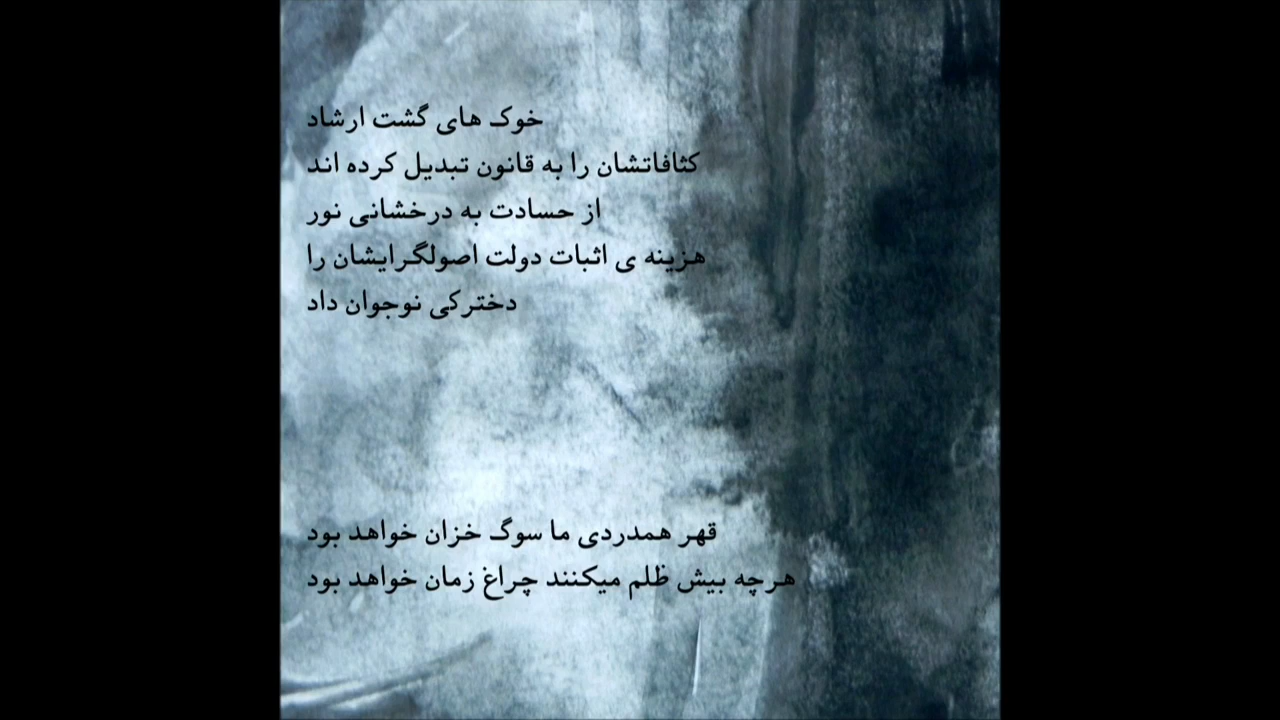 خوک های گشت ارشاد
کثافاتشان را به قانون تبدیل کرده اند
از حسادت به درخشانی نور
هزینه ی اثبات دولت اصولگرایشان را
دخترکی نوجوان داد
قهر همدردی ما سوگ خزان خواهد بود
هرچه بیش ظلم میکنند چراغ زمان خواهد بود